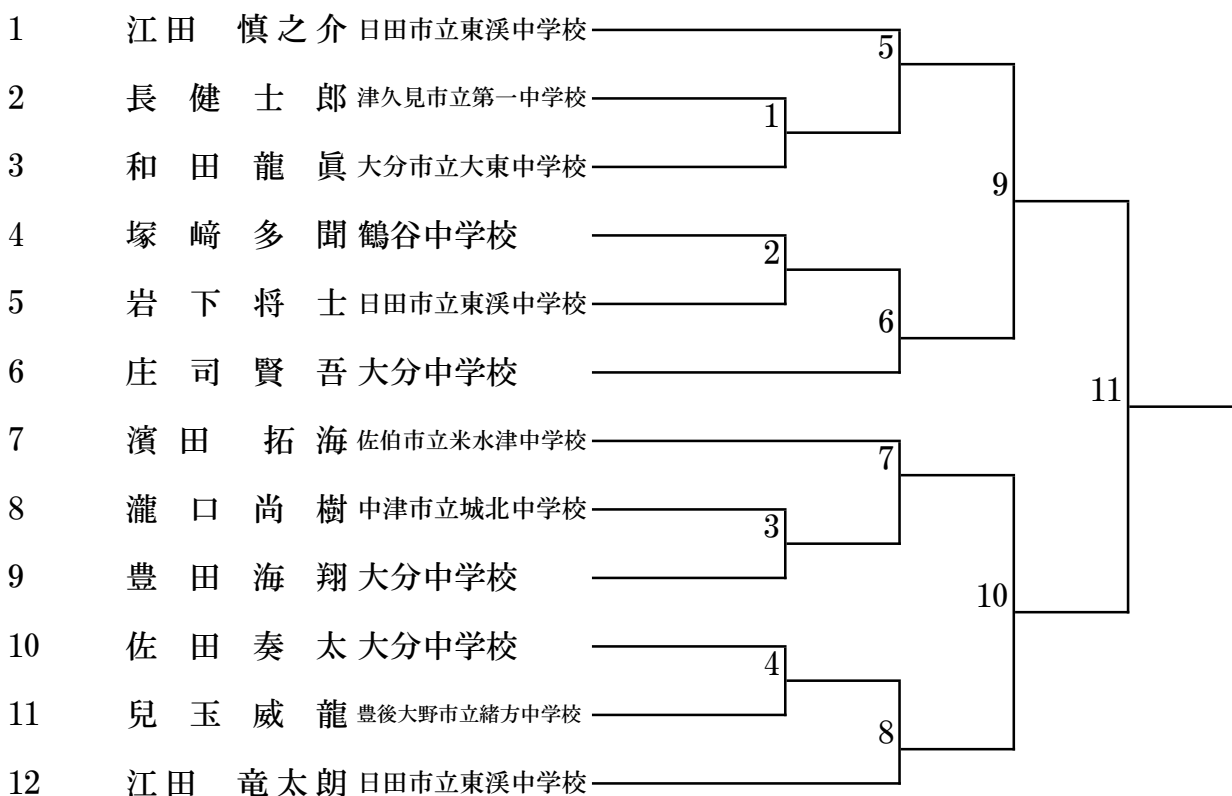 1 江田 慎之介 日田市立東渓中学校
5
2 長 健士郎 津久見市立第一中学校
1
3 和田 龍眞 大分市立大東中学校
9
4 塚﨑 多聞 鶴谷中学校
2
5 岩下 将士 日田市立東渓中学校
6
6 庄司 賢吾 大分中学校
11
7 濱田 拓海 佐伯市立米水津中学校
7
8 瀧口 尚樹 中津市立城北中学校
3
9 豊田 海翔 大分中学校
10
10 佐田 奏太 大分中学校
4
11 兒玉 威龍 豊後大野市立緒方中学校
8
12 江田 竜太朗 日田市立東渓中学校